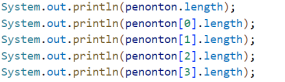 System.out.println(penonton.length);
System.out.println(penonton[0].length);
System.out.println(penonton[1].length);
System.out.println(penonton[2].length);
System.out.println(penonton[3].length);